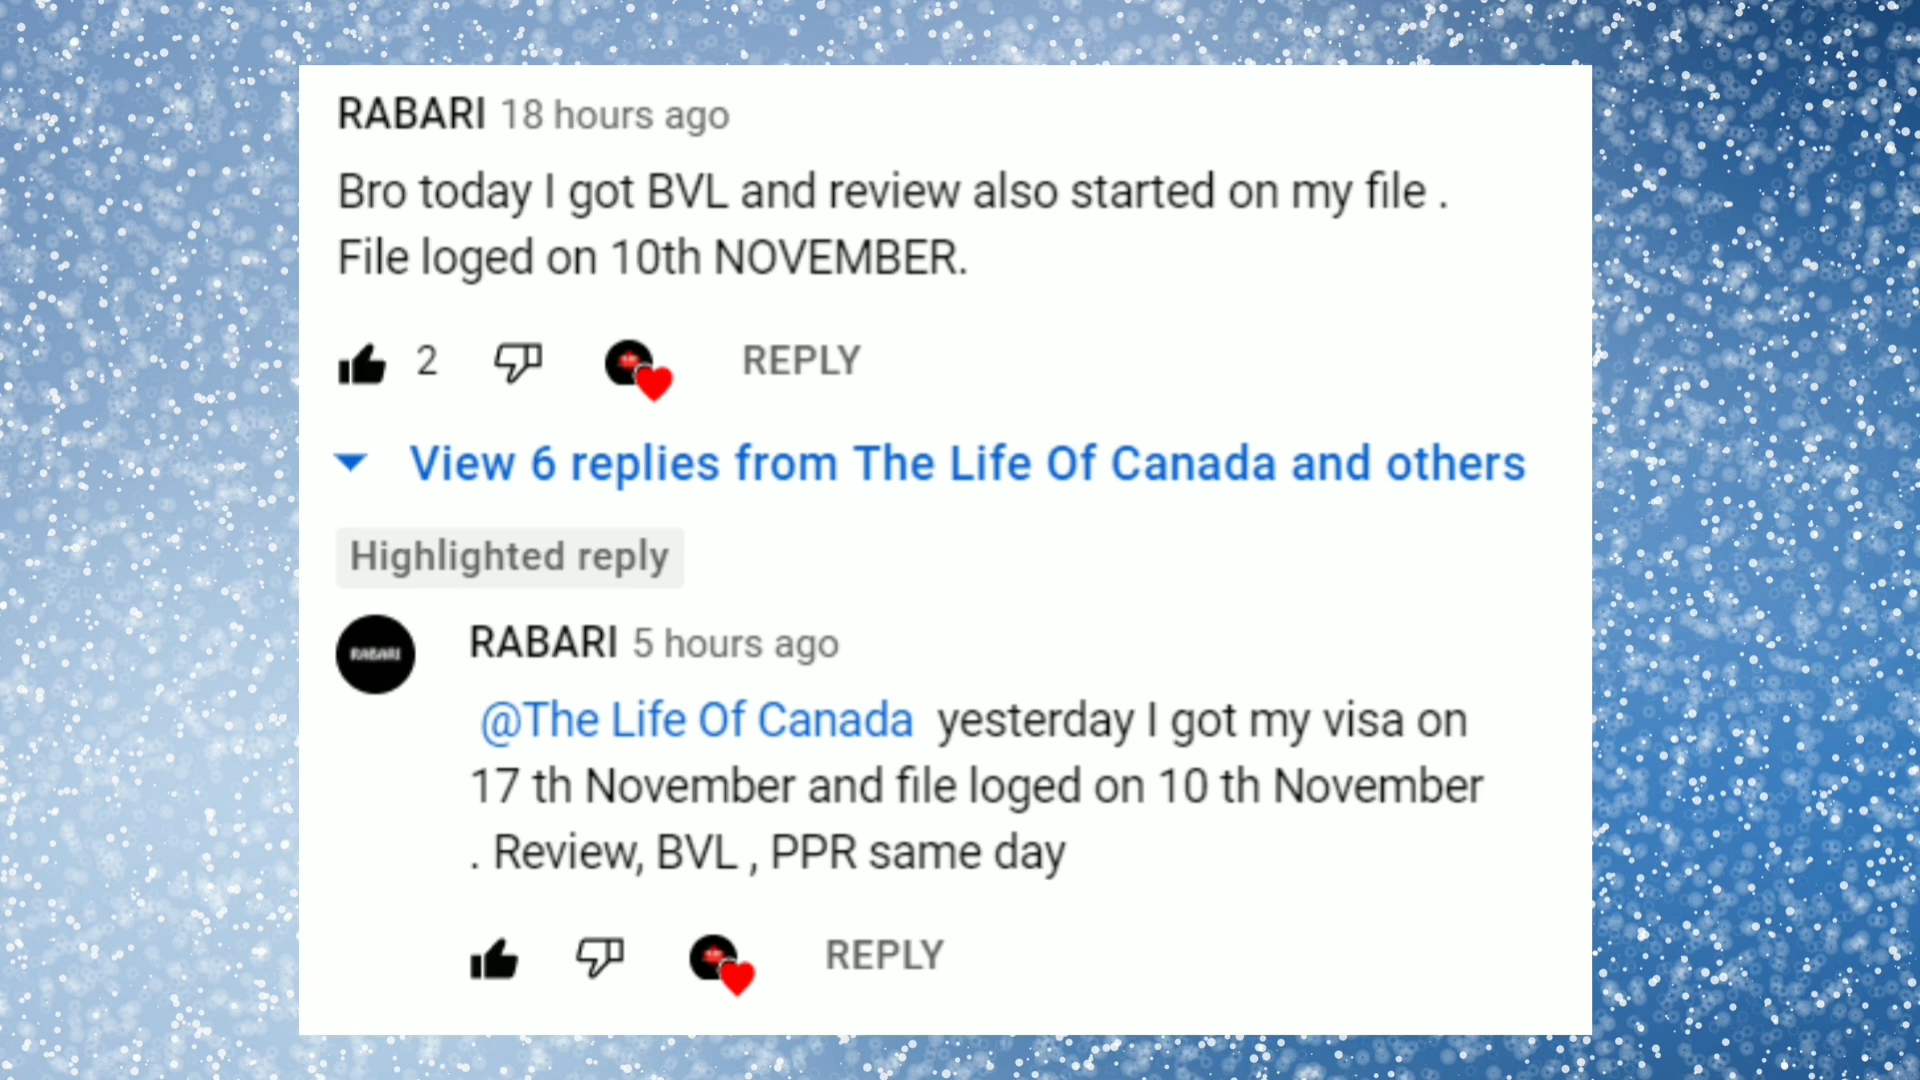 RABARI 18 hours ago
Bro today I got BVL and review also started on my file .
File loged on 10th NOVEMBER.
2 REPLY
View 6 replies from The Life Of Canada and others
Highlighted reply
RABARI
RABARI 5 hours ago
@The Life Of Canada yesterday I got my visa on
17 th November and file loged on 10 th November
. Review, BVL , PPR same day
REPLY